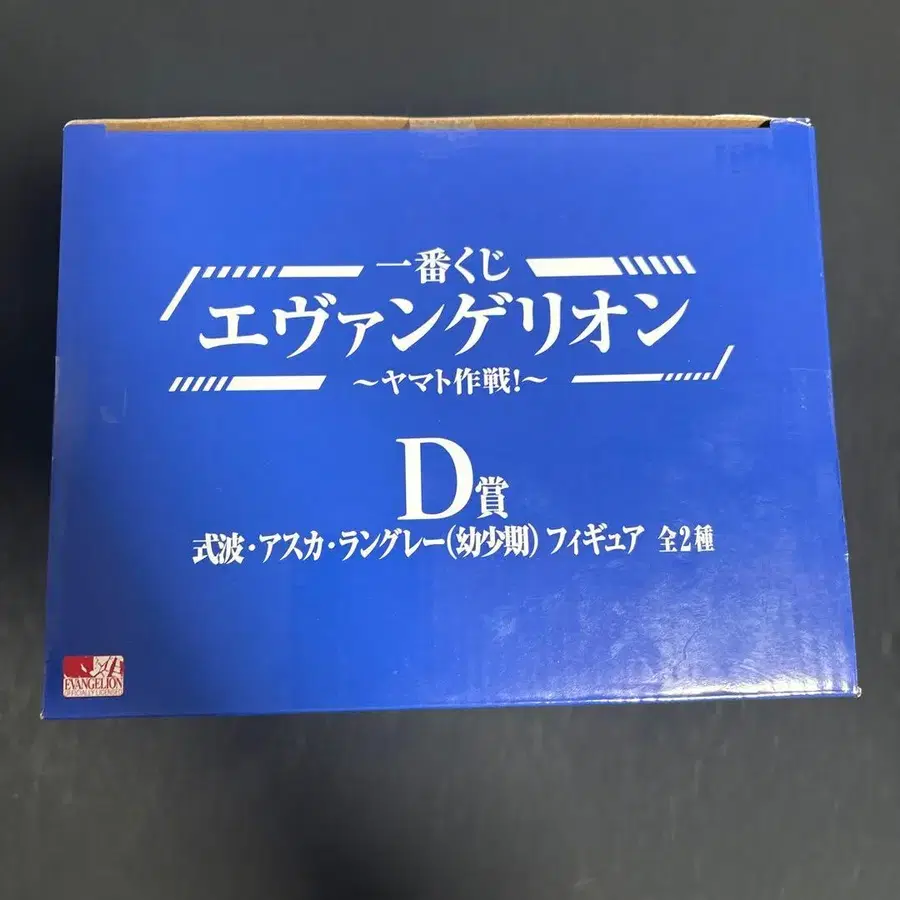 一番くじ
エヴァンゲリオン
～ヤマト作戦!～
D賞
式波・アスカ・ラングレー(幼少期) フィギュア 全2種
EVANGELION
OFFICIALLY LICENSED